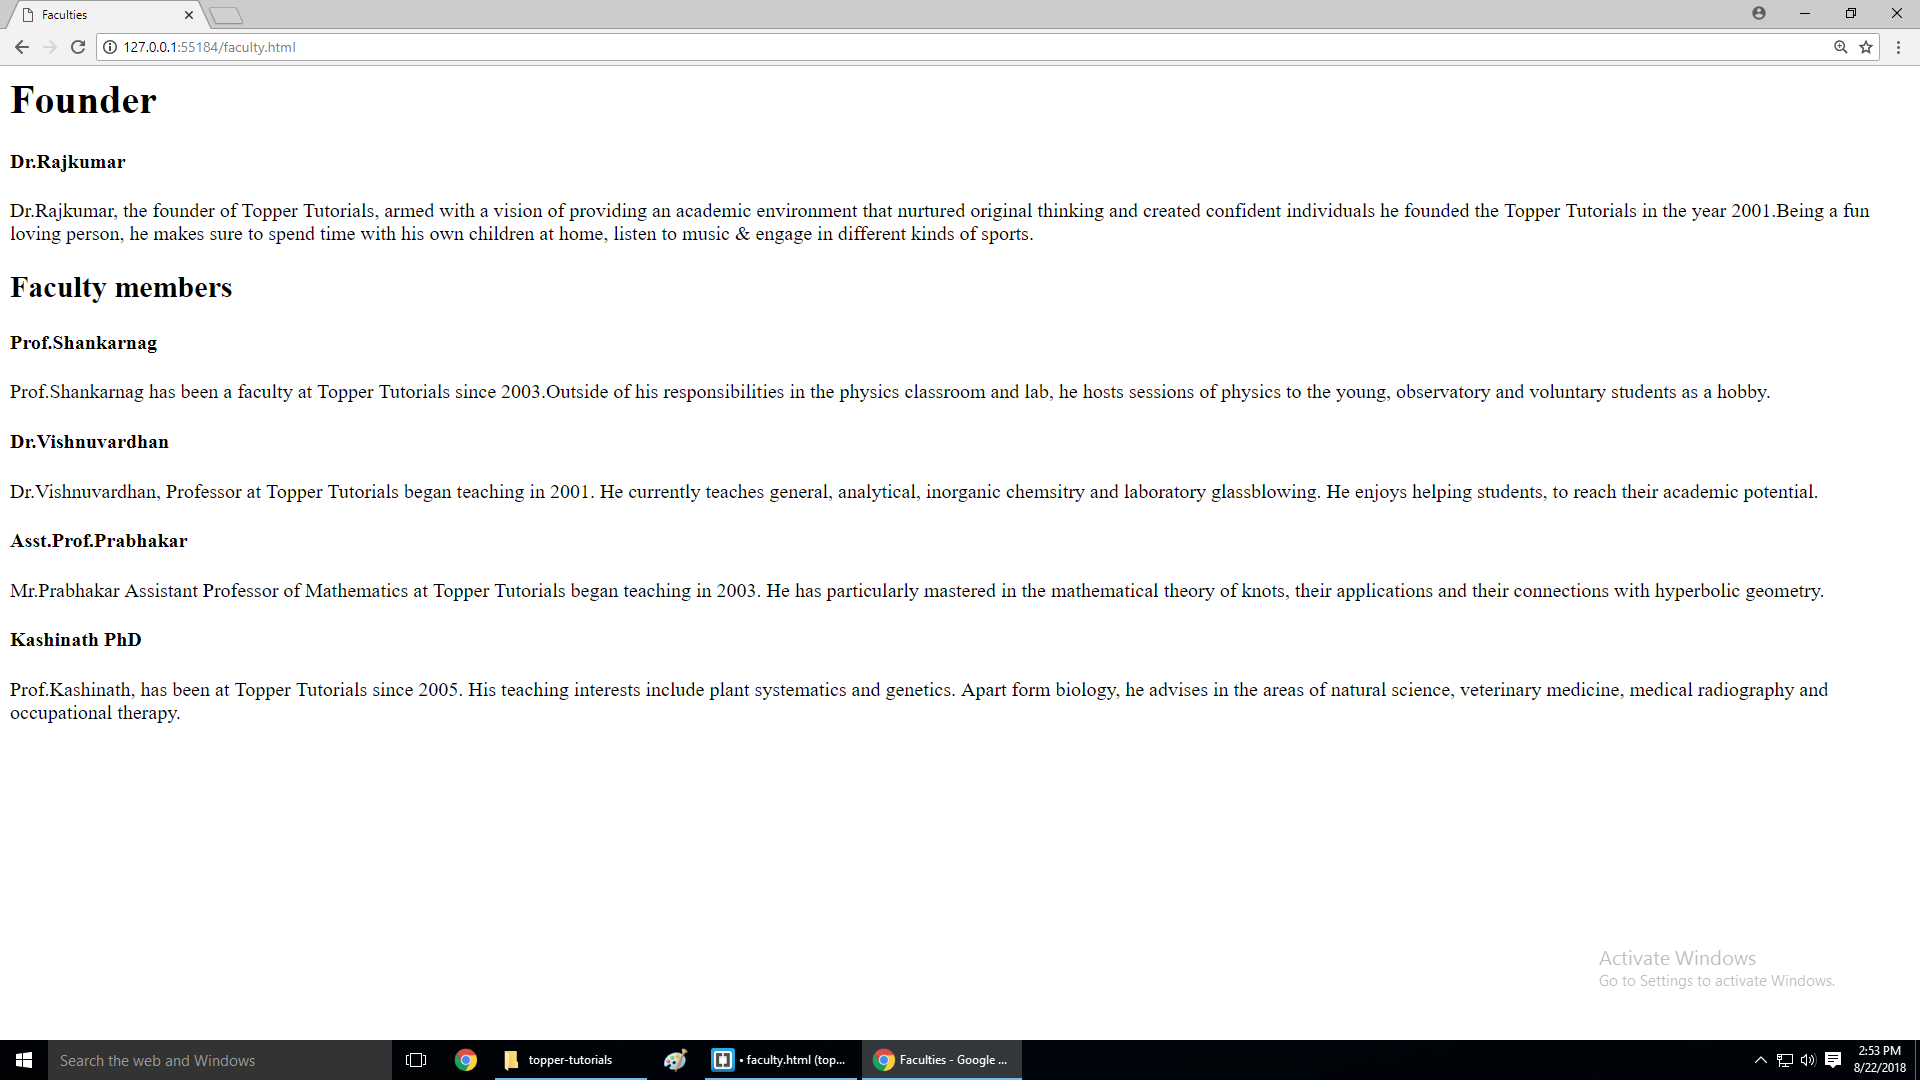 Faculties
127.0.0.1:55184/faculty.html
Founder
Dr.Rajkumar
Dr.Rajkumar, the founder of Topper Tutorials, armed with a vision of providing an academic environment that nurtured original thinking and created confident individuals he founded the Topper Tutorials in the year 2001.Being a fun
loving person, he makes sure to spend time with his own children at home, listen to music & engage in different kinds of sports.
Faculty members
Prof.Shankarnag
Prof.Shankarnag has been a faculty at Topper Tutorials since 2003.Outside of his responsibilities in the physics classroom and lab, he hosts sessions of physics to the young, observatory and voluntary students as a hobby.
Dr.Vishnuvardhan
Dr.Vishnuvardhan, Professor at Topper Tutorials began teaching in 2001. He currently teaches general, analytical, inorganic chemsitry and laboratory glassblowing. He enjoys helping students, to reach their academic potential.
Asst.Prof.Prabhakar
Mr.Prabhakar Assistant Professor of Mathematics at Topper Tutorials began teaching in 2003. He has particularly mastered in the mathematical theory of knots, their applications and their connections with hyperbolic geometry.
Kashinath PhD
Prof.Kashinath, has been at Topper Tutorials since 2005. His teaching interests include plant systematics and genetics. Apart form biology, he advises in the areas of natural science, veterinary medicine, medical radiography and
occupational therapy.
Activate Windows
Go to Settings to activate Windows.
Search the web and Windows
topper-tutorials
• faculty.html (top...
Faculties - Google ...
2:53 PM
8/22/2018